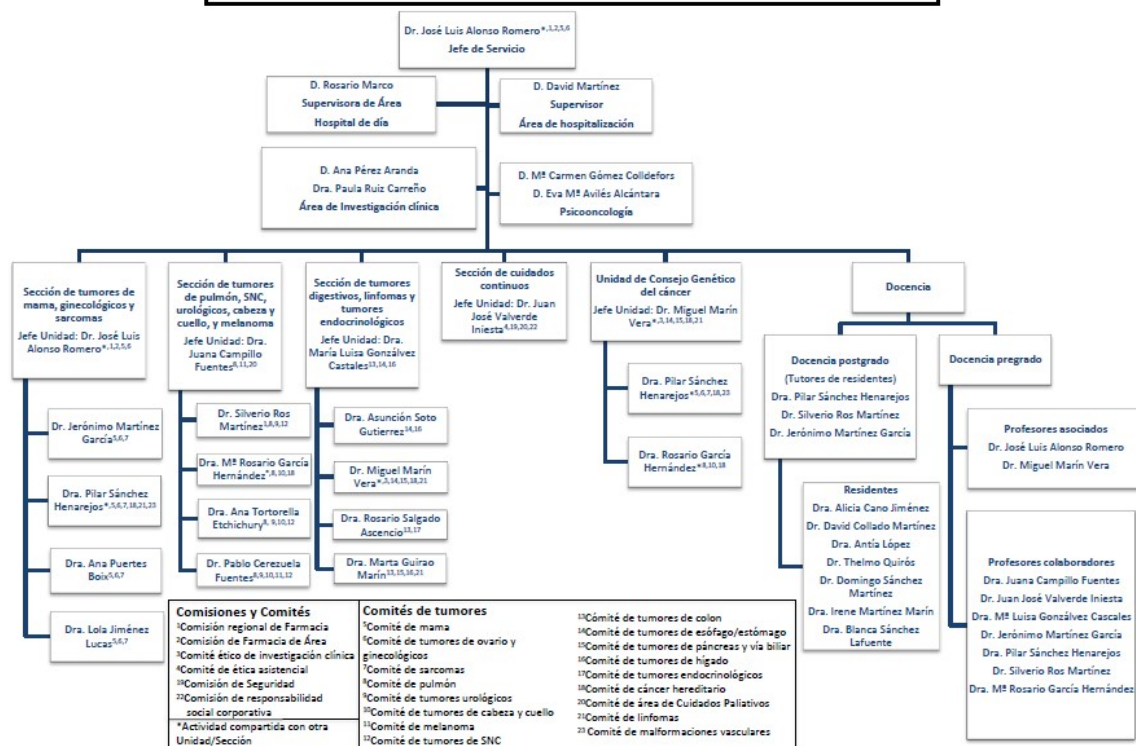 Dr. José Luis Alonso Romero*,1,2,5,6
Jefe de Servicio
D. Rosario Marco
Supervisora de Área
Hospital de día
D. David Martínez
Supervisor
Área de hospitalización
D. Ana Pérez Aranda
Dra. Paula Ruiz Carreño
Área de Investigación clínica
D. Mª Carmen Gómez Colldefors
D. Eva Mª Avilés Alcántara
Psicooncología
Sección de tumores de
mama, ginecológicos y
sarcomas
Jefe Unidad: Dr. José Luis
Alonso Romero*,1,2,5,6
Dr. Jerónimo Martínez
García5,6,7
Dra. Pilar Sánchez
Henarejos*,5,6,7,18,21,23
Dra. Ana Puertes
Boix5,6,7
Dra. Lola Jiménez
Lucas5,6,7
Sección de tumores
de pulmón, SNC,
urológicos, cabeza y
cuello, y melanoma
Jefe Unidad: Dra.
Juana Campillo
Fuentes8,11,20
Dr. Silverio Ros
Martínez1,8,9,12
Dra. Mª Rosario García
Hernández*,8,10,18
Dra. Ana Tortorella
Etchichury8, 9,10,12
Dr. Pablo Cerezuela
Fuentes8,9,10,11,12
Sección de tumores
digestivos, linfomas y
tumores
endocrinológicos
Jefe Unidad: Dra.
María Luisa Gonzálvez
Castales13,14,16
Dra. Asunción Soto
Gutierrez14,16
Dr. Miguel Marín
Vera*,3,14,15,18,21
Dra. Rosario Salgado
Ascencio13,17
Dra. Marta Guirao
Marín13,15,16,21
Sección de cuidados
continuos
Jefe Unidad: Dr. Juan
José Valverde
Iniesta4,19,20,22
Unidad de Consejo Genético
del cáncer
Jefe Unidad: Dr. Miguel Marín
Vera*,3,14,15,18,21
Dra. Pilar Sánchez
Henarejos*5,6,7,18,23
Dra. Rosario García
Hernández*8,10,18
Docencia
Docencia postgrado
(Tutores de residentes)
Dra. Pilar Sánchez Henarejos
Dr. Silverio Ros Martínez
Dr. Jerónimo Martínez García
Residentes
Dra. Alicia Cano Jiménez
Dr. David Collado Martínez
Dra. Antía López
Dr. Thelmo Quirós
Dr. Domingo Sánchez
Martínez
Dra. Irene Martínez Marín
Dra. Blanca Sánchez
Lafuente
Docencia pregrado
Profesores asociados
Dr. José Luis Alonso Romero
Dr. Miguel Marín Vera
Profesores colaboradores
Dra. Juana Campillo Fuentes
Dr. Juan José Valverde Iniesta
Dra. Mª Luisa Gonzálvez Cascales
Dr. Jerónimo Martínez García
Dra. Pilar Sánchez Henarejos
Dr. Silverio Ros Martínez
Dra. Mª Rosario García Hernández
Comisiones y Comités
1Comisión regional de Farmacia
2Comisión de Farmacia de Área
3Comité ético de investigación clínica
4Comité de ética asistencial
19Comisión de Seguridad
22Comisión de responsabilidad
social corporativa
*Actividad compartida con otra
Unidad/Sección
Comités de tumores
5Comité de mama
6Comité de tumores de ovario y
ginecológicos
7Comité de sarcomas
8Comité de pulmón
9Comité de tumores urológicos
10Comité de tumores de cabeza y cuello
11Comité de melanoma
12Comité de tumores de SNC
13Cómité de tumores de colon
14Comité de tumores de esófago/estómago
15Comité de tumores de páncreas y vía biliar
16Comité de tumores de hígado
17Comité de tumores endocrinológicos
18Comité de cáncer hereditario
20Comité de área de Cuidados Paliativos
21Comité de linfomas
23 Comité de malformaciones vasculares